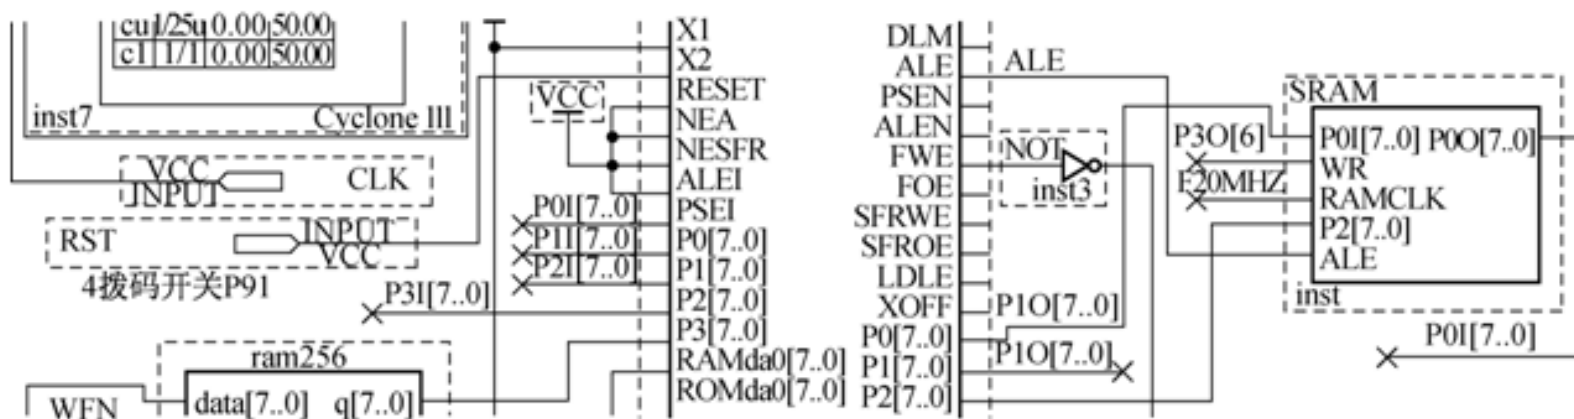 cu 1/25u 0.00 50.00
c1 1/1 0.00 50.00
inst7 Cyclone III
VCC
INPUT
CLK
RST
INPUT
VCC
4拨码开关P91
VCC
P0I[7..0]
P1I[7..0]
P2I[7..0]
P3I[7..0]
ram256
WFN
data[7..0] q[7..0]
X1
X2
RESET
NEA
NESFR
ALEI
PSEI
P0[7..0]
P1[7..0]
P2[7..0]
P3[7..0]
RAMda0[7..0]
ROMda0[7..0]
DLM
ALE
PSEN
ALEN
FWE
FOE
SFRWE
SFROE
LDLE
XOFF
P0[7..0]
P1[7..0]
P2[7..0]
ALE
NOT
inst3
P1O[7..0]
P1O[7..0]
P3O[6]
F20MHZ
SRAM
P0I[7..0] P0O[7..0]
WR
RAMCLK
P2[7..0]
ALE
inst
P0I[7..0]